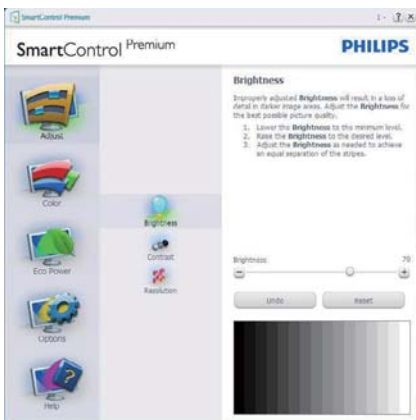 SmartControl Premium
SmartControl Premium
PHILIPS
Adjust
Color
Eco Power
Options
Help
Brightness
Contrast
Resolution
Brightness
Improperly adjusted Brightness will result in a loss of
detail in darker image areas. Adjust the Brightness for
the best possible picture quality.
1. Lower the Brightness to the minimum level.
2. Raise the Brightness to the desired level.
3. Adjust the Brightness as needed to achieve
an equal separation of the stripes.
Brightness: 70
Undo Reset